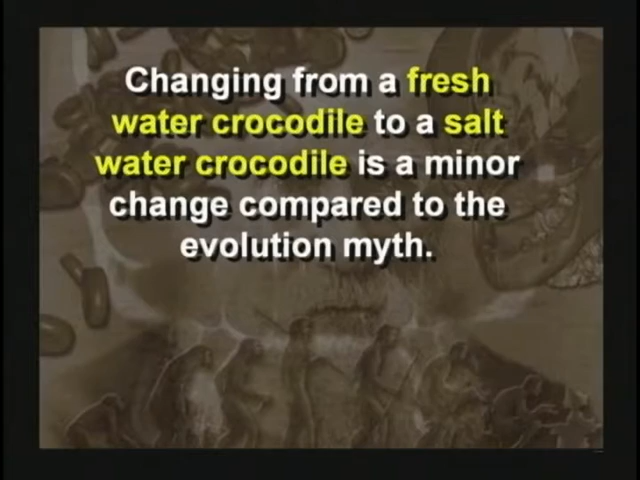 Changing from a fresh
water crocodile to a salt
water crocodile is a minor
change compared to the
evolution myth.